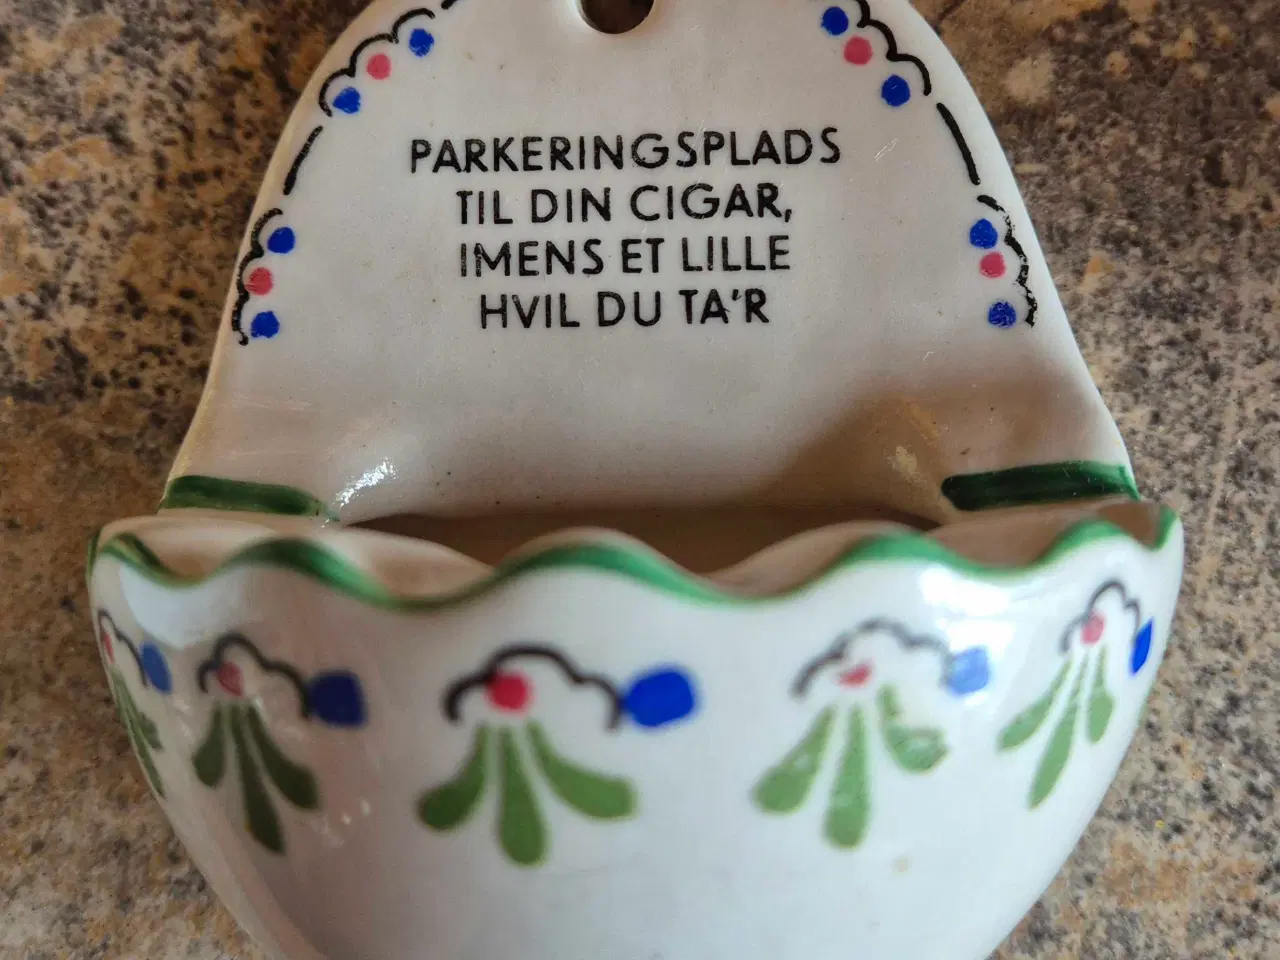 PARKERINGSPLADS
TIL DIN CIGAR,
IMENS ET LILLE
HVIL DU TA'R